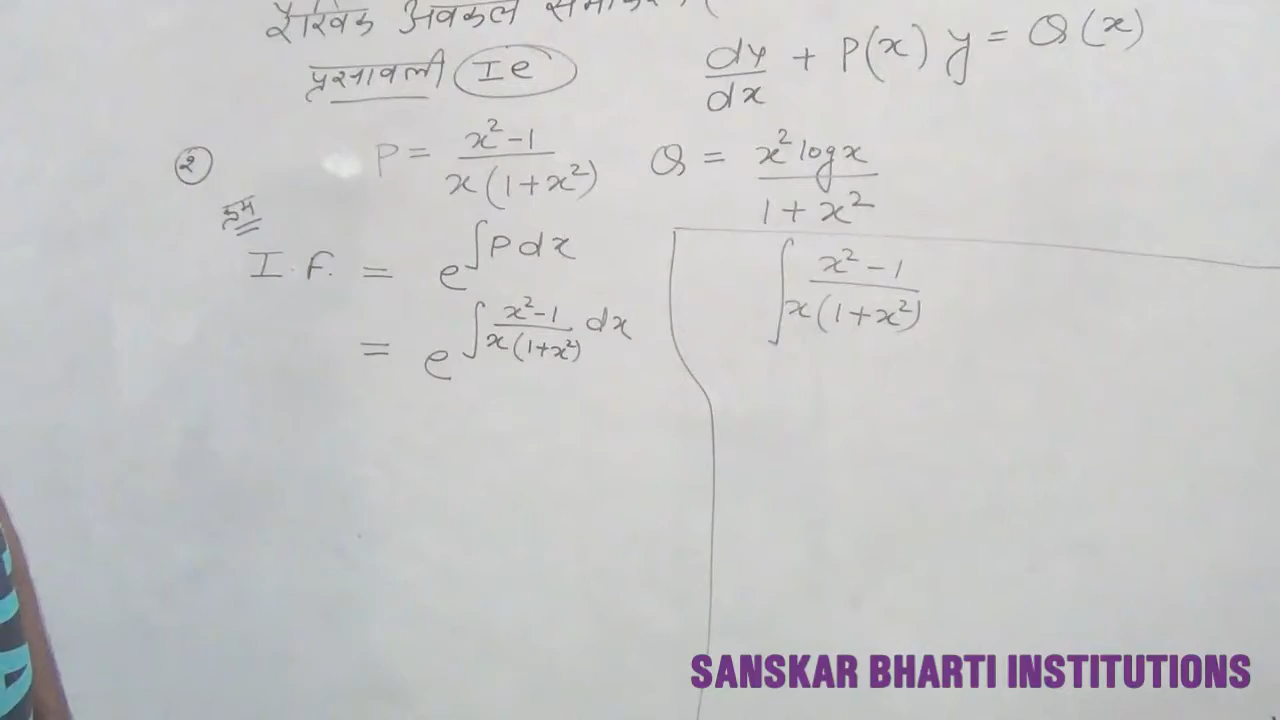 रैखिक अवकल
प्रश्नावली Ie
dy/dx + P(x) y = Q(x)
② P = x²-1 / x(1+x²) Q = x² log x / 1+x²
हल
I.F. = e^∫Pdx
= e^∫ x²-1 / x(1+x²) dx
∫ x²-1 / x(1+x²)
SANSKAR BHARTI INSTITUTIONS